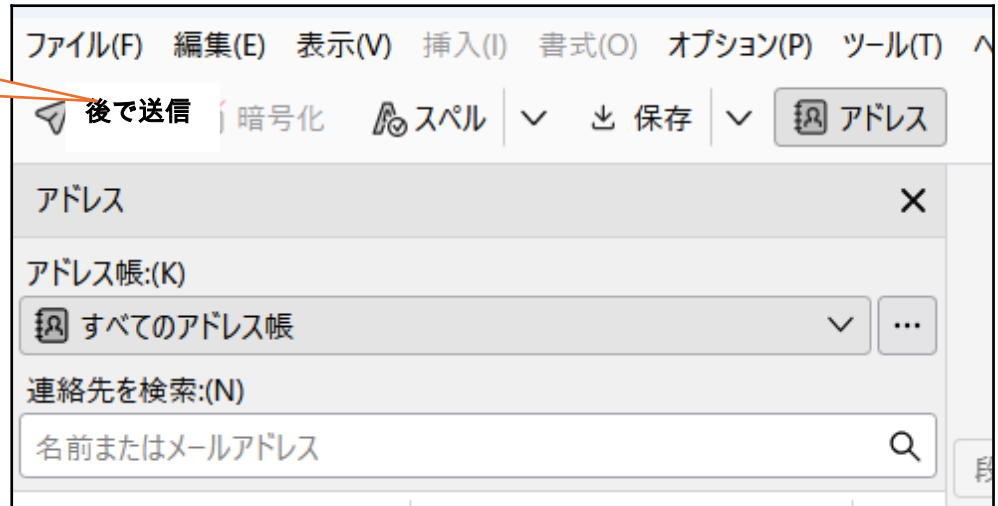 ファイル(F) 編集(E) 表示(V) 挿入(I) 書式(O) オプション(P) ツール(T) ヘ
後で送信 暗号化 スペル 保存 アドレス
アドレス
アドレス帳:(K)
すべてのアドレス帳
連絡先を検索:(N)
名前またはメールアドレス
段